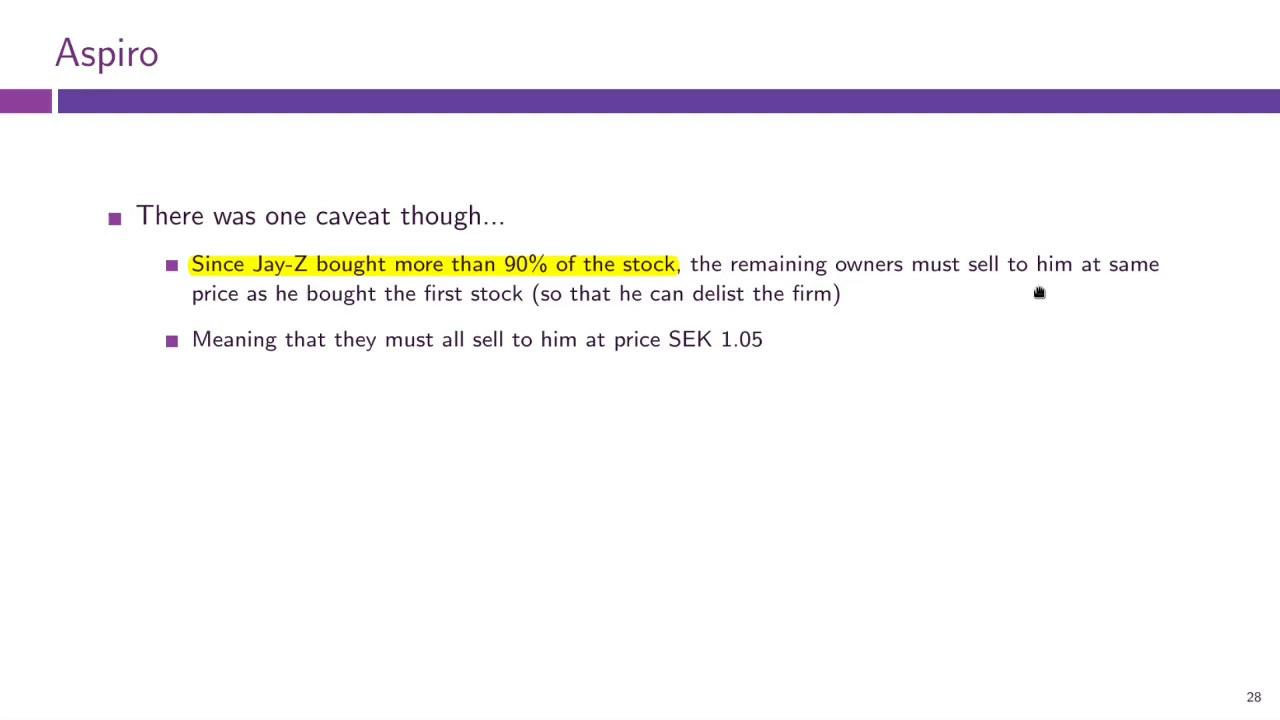 Aspiro
There was one caveat though...
Since Jay-Z bought more than 90% of the stock, the remaining owners must sell to him at same
price as he bought the first stock (so that he can delist the firm)
Meaning that they must all sell to him at price SEK 1.05
28